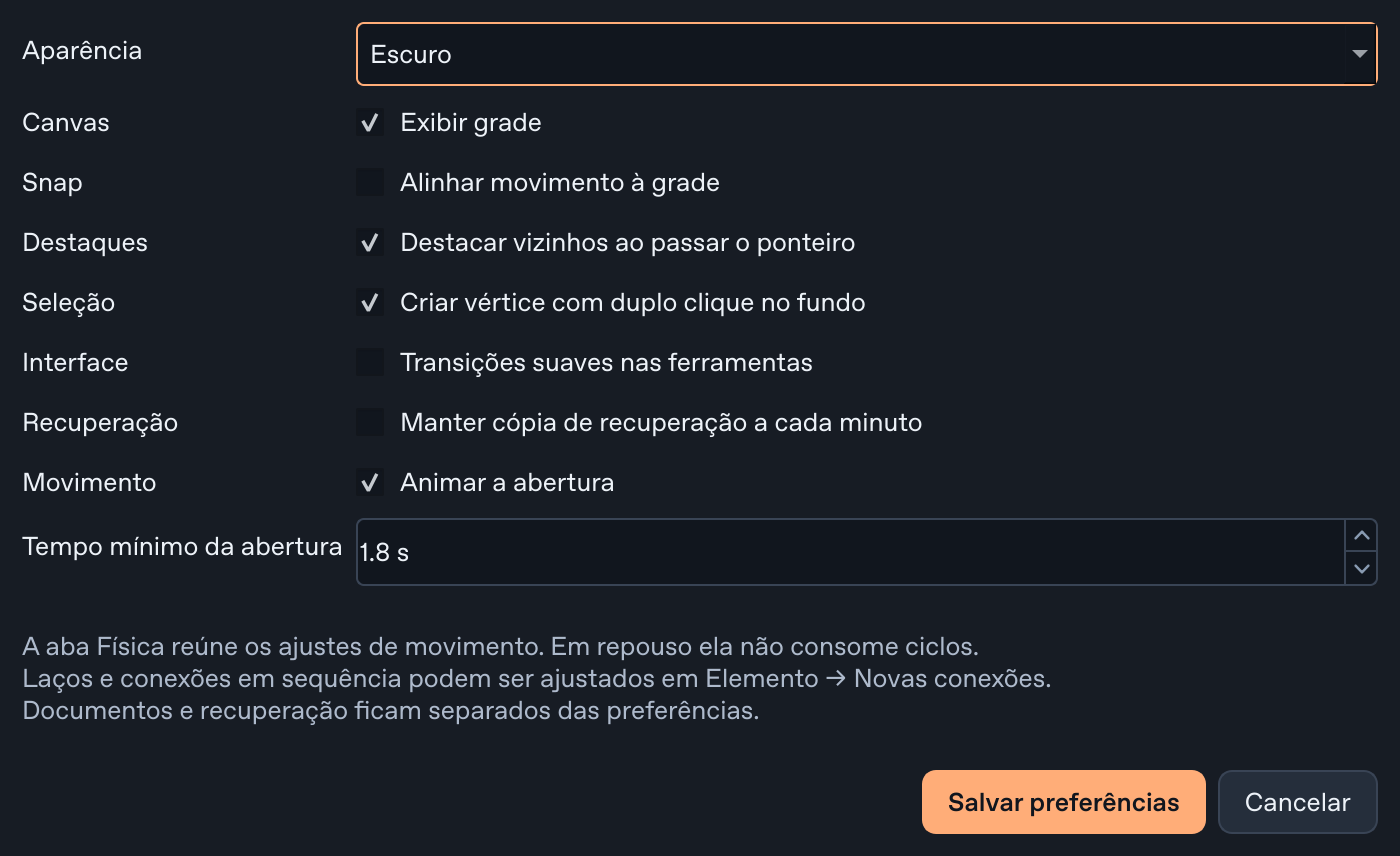 Aparência Escuro
Canvas Exibir grade
Snap Alinhar movimento à grade
Destaques Destacar vizinhos ao passar o ponteiro
Seleção Criar vértice com duplo clique no fundo
Interface Transições suaves nas ferramentas
Recuperação Manter cópia de recuperação a cada minuto
Movimento Animar a abertura
Tempo mínimo da abertura 1.8 s
A aba Física reúne os ajustes de movimento. Em repouso ela não consome ciclos.
Laços e conexões em sequência podem ser ajustados em Elemento → Novas conexões.
Documentos e recuperação ficam separados das preferências.
Salvar preferências Cancelar